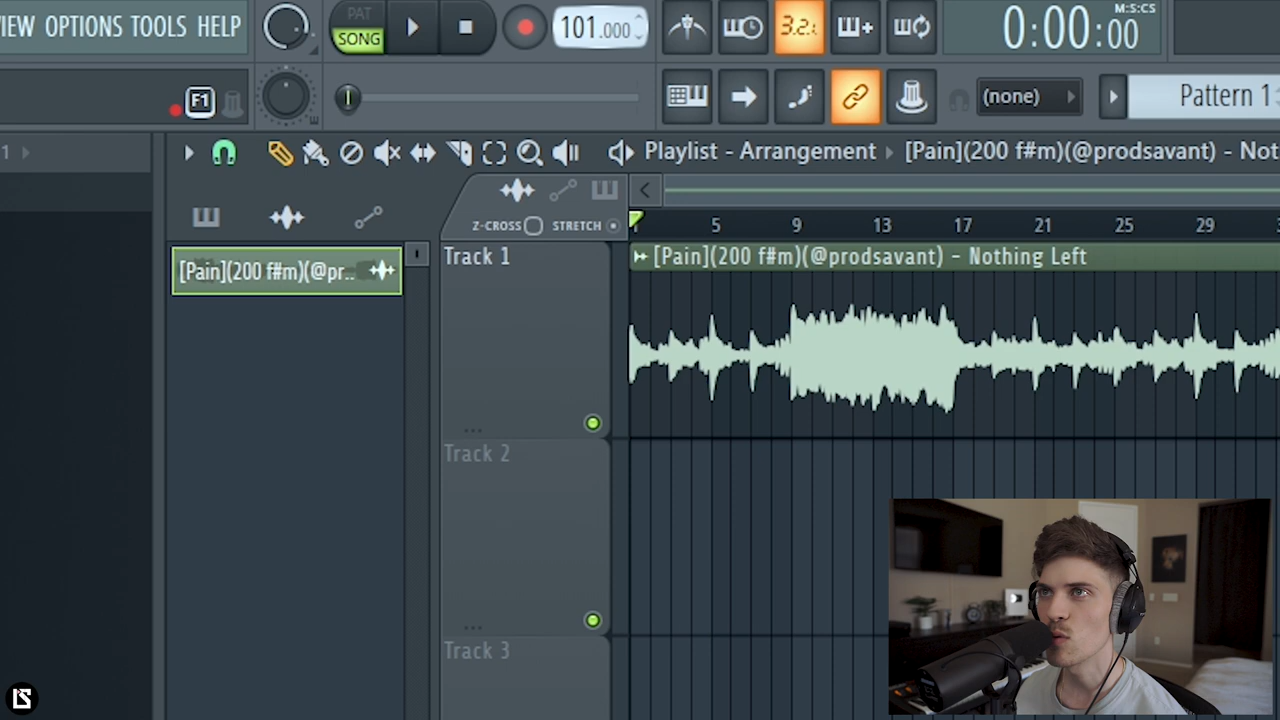 VIEW OPTIONS TOOLS HELP
PAT
SONG
101.000
3.2.
M:S:CS
0:00:00
F1
(none)
Pattern 1
1
Playlist - Arrangement
[Pain](200 f#m)(@prodsavant) - Not
Z-CROSS
STRETCH
5 9 13 17 21 25 29
[Pain](200 f#m)(@pr..
Track 1
[Pain](200 f#m)(@prodsavant) - Nothing Left
...
Track 2
...
Track 3
LS